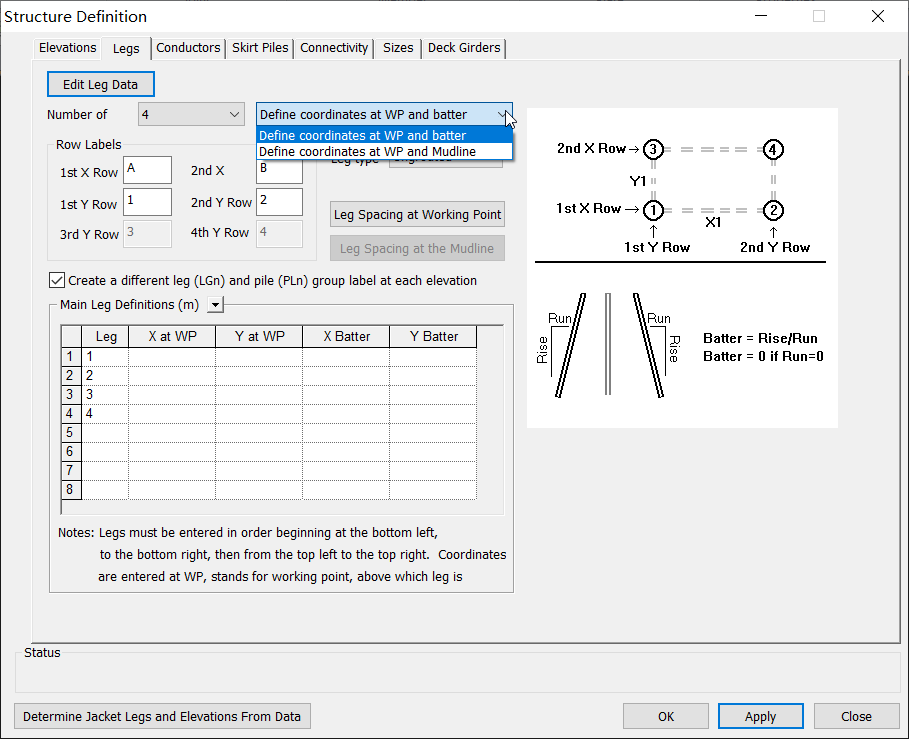 Structure Definition
Elevations Legs Conductors Skirt Piles Connectivity Sizes Deck Girders
Edit Leg Data
Number of 4 Define coordinates at WP and batter
Define coordinates at WP and batter
Define coordinates at WP and Mudline
Row Labels
1st X Row A 2nd X B
1st Y Row 1 2nd Y Row 2
3rd Y Row 3 4th Y Row 4
Leg type
Leg Spacing at Working Point
Leg Spacing at the Mudline
Create a different leg (LGn) and pile (PLn) group label at each elevation
Main Leg Definitions (m)
Leg X at WP Y at WP X Batter Y Batter
1 1
2 2
3 3
4 4
5
6
7
8
Notes: Legs must be entered in order beginning at the bottom left,
to the bottom right, then from the top left to the top right. Coordinates
are entered at WP, stands for working point, above which leg is
2nd X Row 3 4
Y1
1st X Row 1 2
X1
1st Y Row 2nd Y Row
Run Run
Rise Rise
Batter = Rise/Run
Batter = 0 if Run=0
Status
Determine Jacket Legs and Elevations From Data OK Apply Close